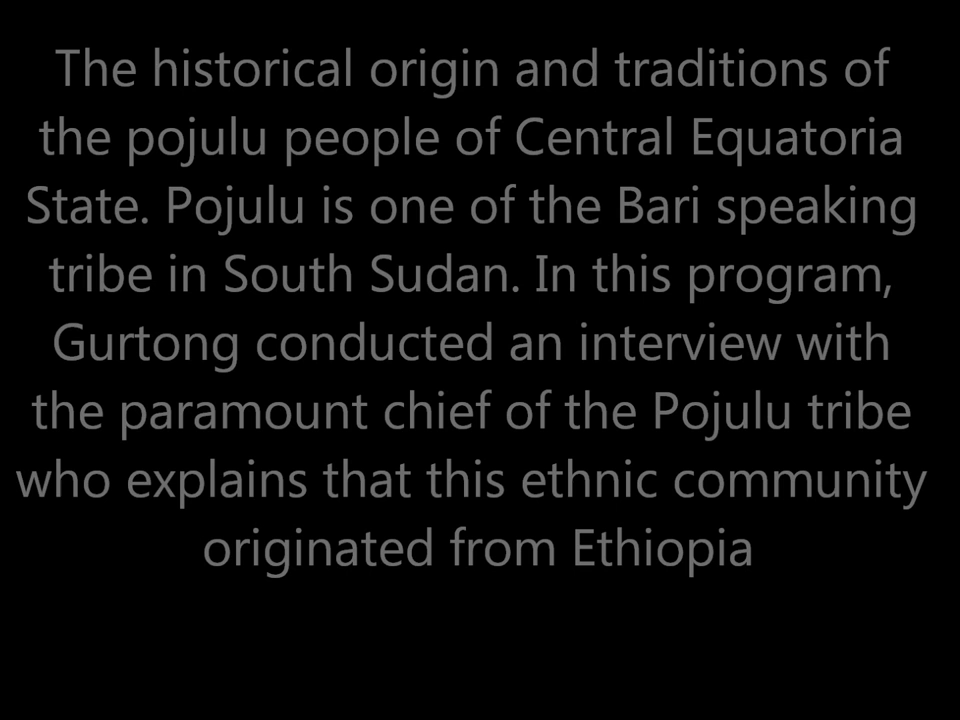 The historical origin and traditions of
the pojulu people of Central Equatoria
State. Pojulu is one of the Bari speaking
tribe in South Sudan. In this program,
Gurtong conducted an interview with
the paramount chief of the Pojulu tribe
who explains that this ethnic community
originated from Ethiopia